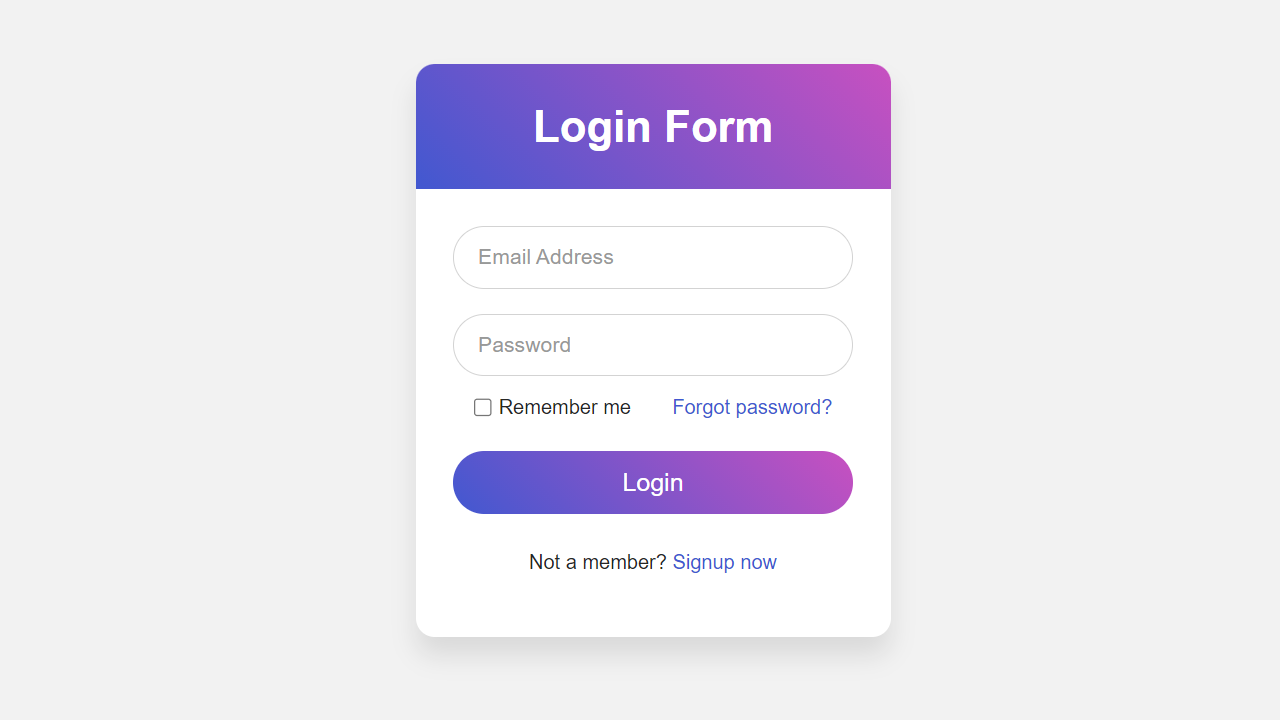 Login Form
Email Address
Password
Remember me Forgot password?
Login
Not a member? Signup now